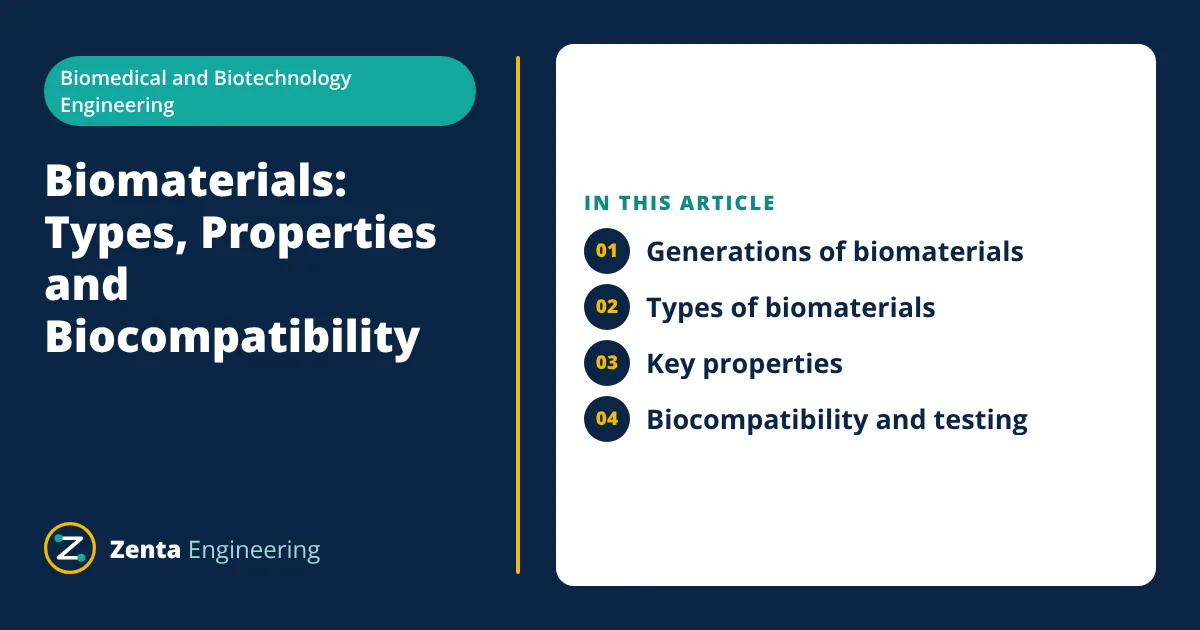 Biomedical and Biotechnology
Engineering
Biomaterials:
Types, Properties
and
Biocompatibility
Zenta Engineering
IN THIS ARTICLE
01 Generations of biomaterials
02 Types of biomaterials
03 Key properties
04 Biocompatibility and testing